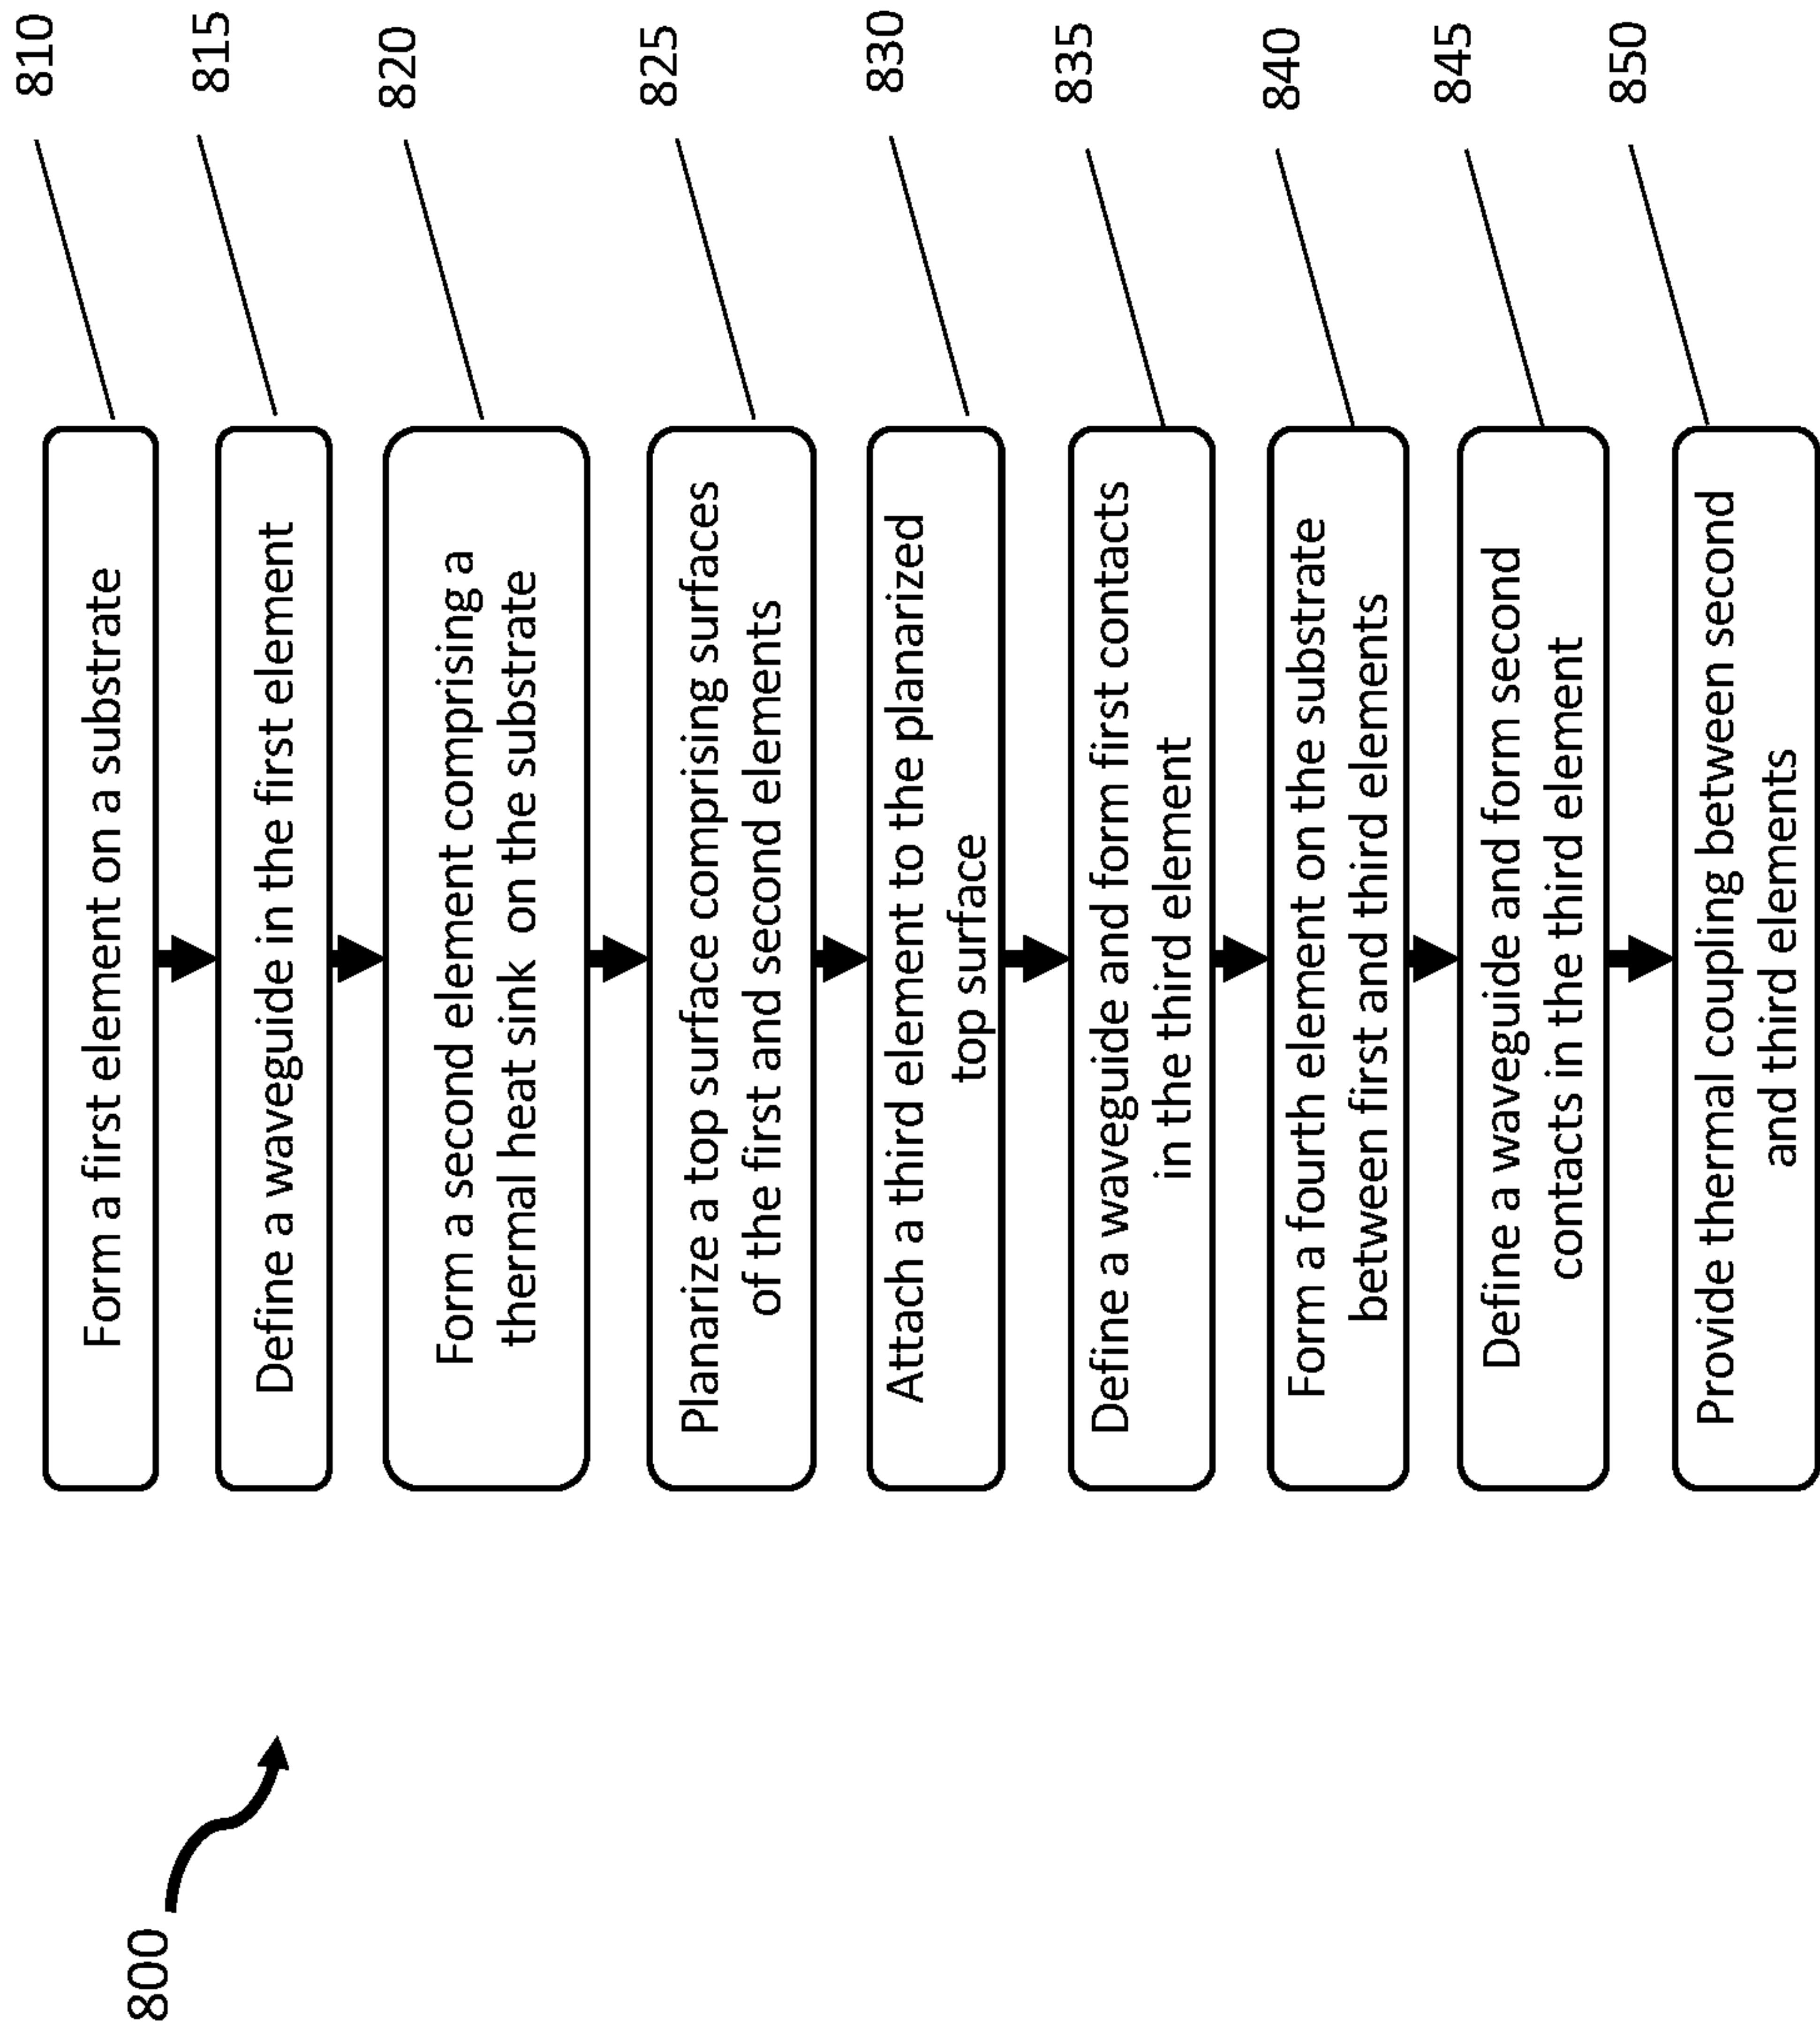 800
Form a first element on a substrate
810
Define a waveguide in the first element
815
Form a second element comprising a
thermal heat sink on the substrate
820
Planarize a top surface comprising surfaces
of the first and second elements
825
Attach a third element to the planarized
top surface
830
Define a waveguide and form first contacts
in the third element
835
Form a fourth element on the substrate
between first and third elements
840
Define a waveguide and form second
contacts in the third element
845
Provide thermal coupling between second
and third elements
850